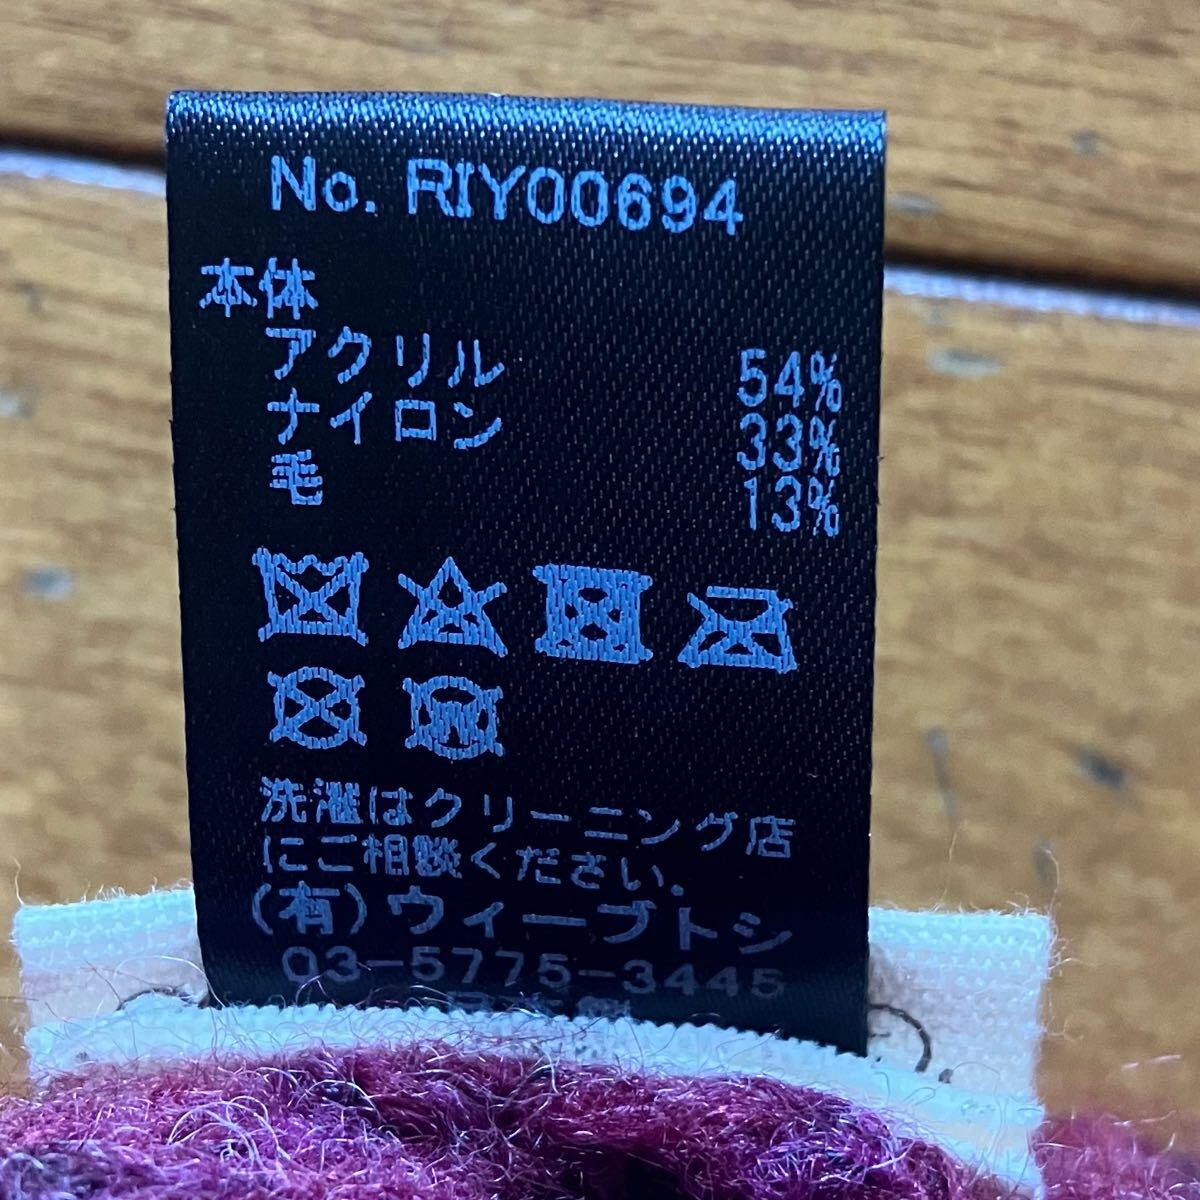 No. RIY00694
本体
アクリル 54%
ナイロン 33%
毛 13%
洗濯はクリーニング店
にご相談ください.
(有)ウィーブトシ
03-5775-3445